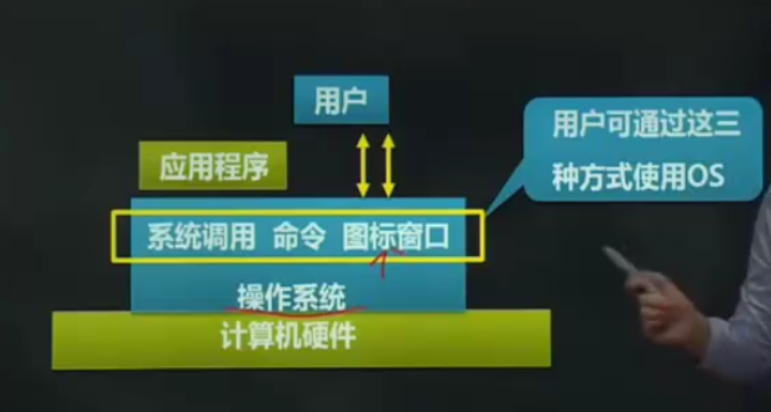 用户
用户可通过这三
种方式使用OS
应用程序
系统调用 命令 图标窗口
操作系统
计算机硬件